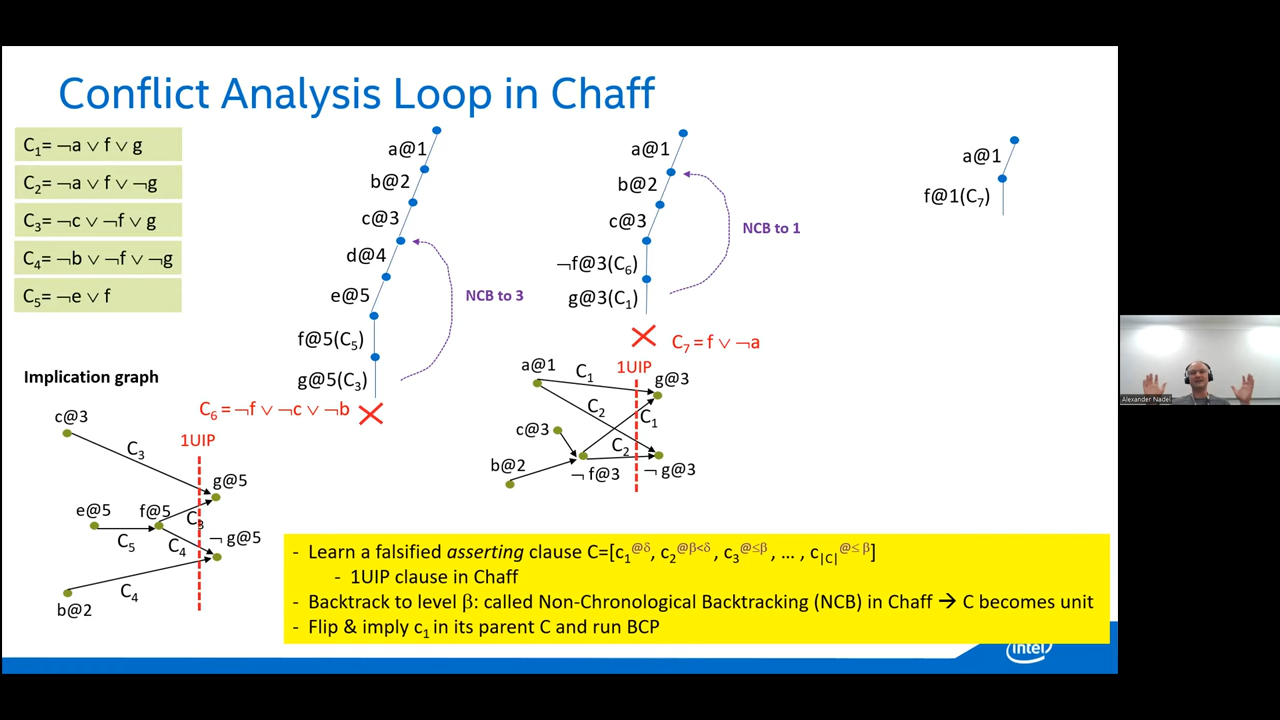 Conflict Analysis Loop in Chaff
C1= ¬a ∨ f ∨ g
C2= ¬a ∨ f ∨ ¬g
C3= ¬c ∨ ¬f ∨ g
C4= ¬b ∨ ¬f ∨ ¬g
C5= ¬e ∨ f
a@1
b@2
c@3
d@4
e@5
f@5(C5)
g@5(C3)
NCB to 3
C6 = ¬f ∨ ¬c ∨ ¬b
a@1
b@2
c@3
¬f@3(C6)
g@3(C1)
NCB to 1
C7 = f ∨ ¬a
a@1
f@1(C7)
Implication graph
c@3
C3
1UIP
g@5
e@5
f@5
C3
C5
C4
¬ g@5
C4
b@2
a@1
C1
1UIP
g@3
C2
C1
c@3
C2
b@2
¬ f@3
¬ g@3
- Learn a falsified asserting clause C=[c1@δ, c2@β<δ , c3@≤β , … , c|C|@≤ β]
- 1UIP clause in Chaff
- Backtrack to level β: called Non-Chronological Backtracking (NCB) in Chaff → C becomes unit
- Flip & imply c1 in its parent C and run BCP
intel
Alexander Nadel